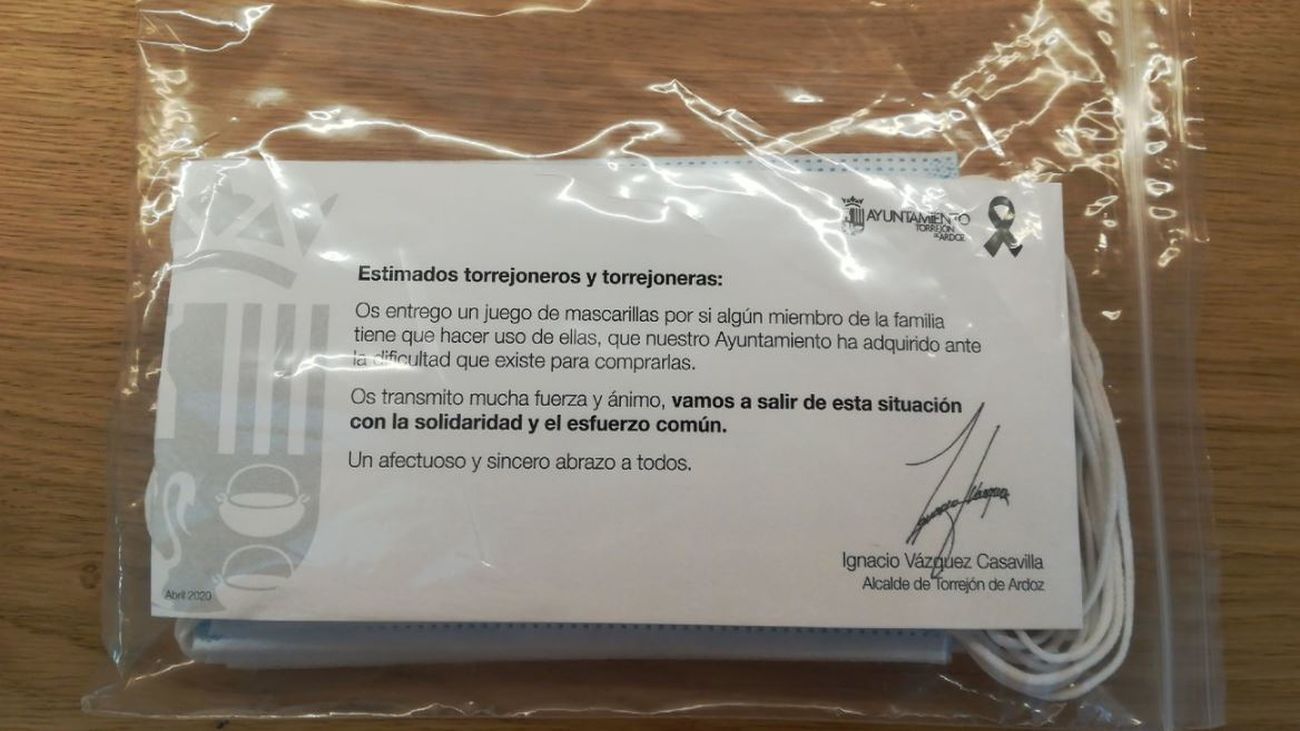 AYUNTAMIENTO
TORREJÓN
DE ARDOZ
Estimados torrejoneros y torrejoneras:
Os entrego un juego de mascarillas por si algún miembro de la familia
tiene que hacer uso de ellas, que nuestro Ayuntamiento ha adquirido ante
la dificultad que existe para comprarlas.
Os transmito mucha fuerza y ánimo, vamos a salir de esta situación
con la solidaridad y el esfuerzo común.
Un afectuoso y sincero abrazo a todos.
Ignacio Vázquez Casavilla
Alcalde de Torrejón de Ardoz
Abril 2020